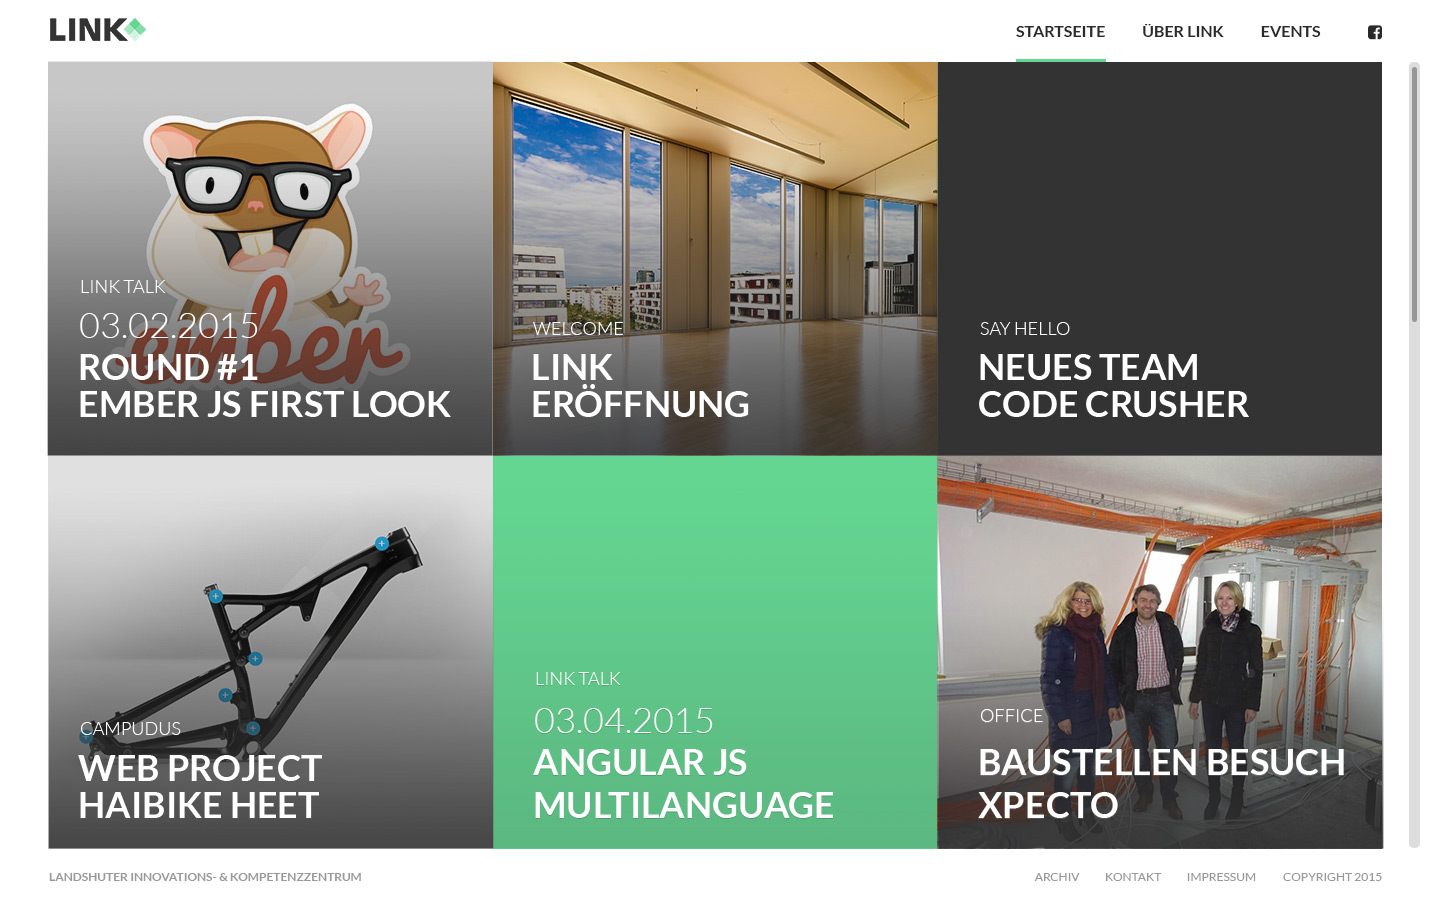 LINK
STARTSEITE
ÜBER LINK
EVENTS
LINK TALK
03.02.2015
ROUND #1
EMBER JS FIRST LOOK
ember
WELCOME
LINK
ERÖFFNUNG
SAY HELLO
NEUES TEAM
CODE CRUSHER
CAMPUDUS
WEB PROJECT
HAIBIKE HEET
LINK TALK
03.04.2015
ANGULAR JS
MULTILANGUAGE
OFFICE
BAUSTELLEN BESUCH
XPECTO
LANDSHUTER INNOVATIONS- & KOMPETENZZENTRUM
ARCHIV
KONTAKT
IMPRESSUM
COPYRIGHT 2015